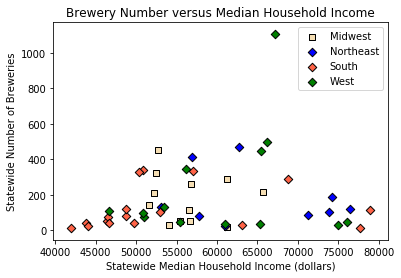 Brewery Number versus Median Household Income
Midwest
Northeast
South
West
Statewide Number of Breweries
1000
800
600
400
200
0
40000 45000 50000 55000 60000 65000 70000 75000 80000
Statewide Median Household Income (dollars)